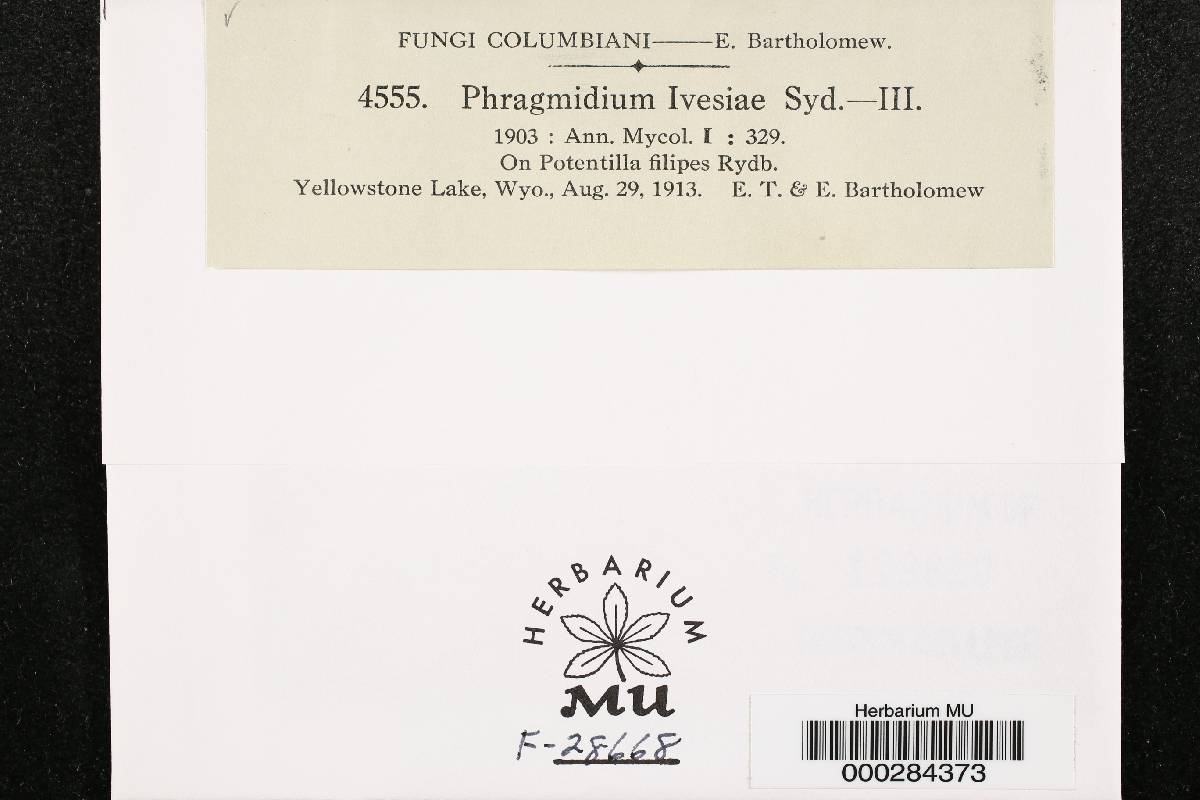 FUNGI COLUMBIANI——E. Bartholomew.
4555. Phragmidium Ivesiae Syd.—III.
1903 : Ann. Mycol. I : 329.
On Potentilla filipes Rydb.
Yellowstone Lake, Wyo., Aug. 29, 1913. E. T. & E. Bartholomew
HERBARIUM
MU
F-28668
Herbarium MU
000284373